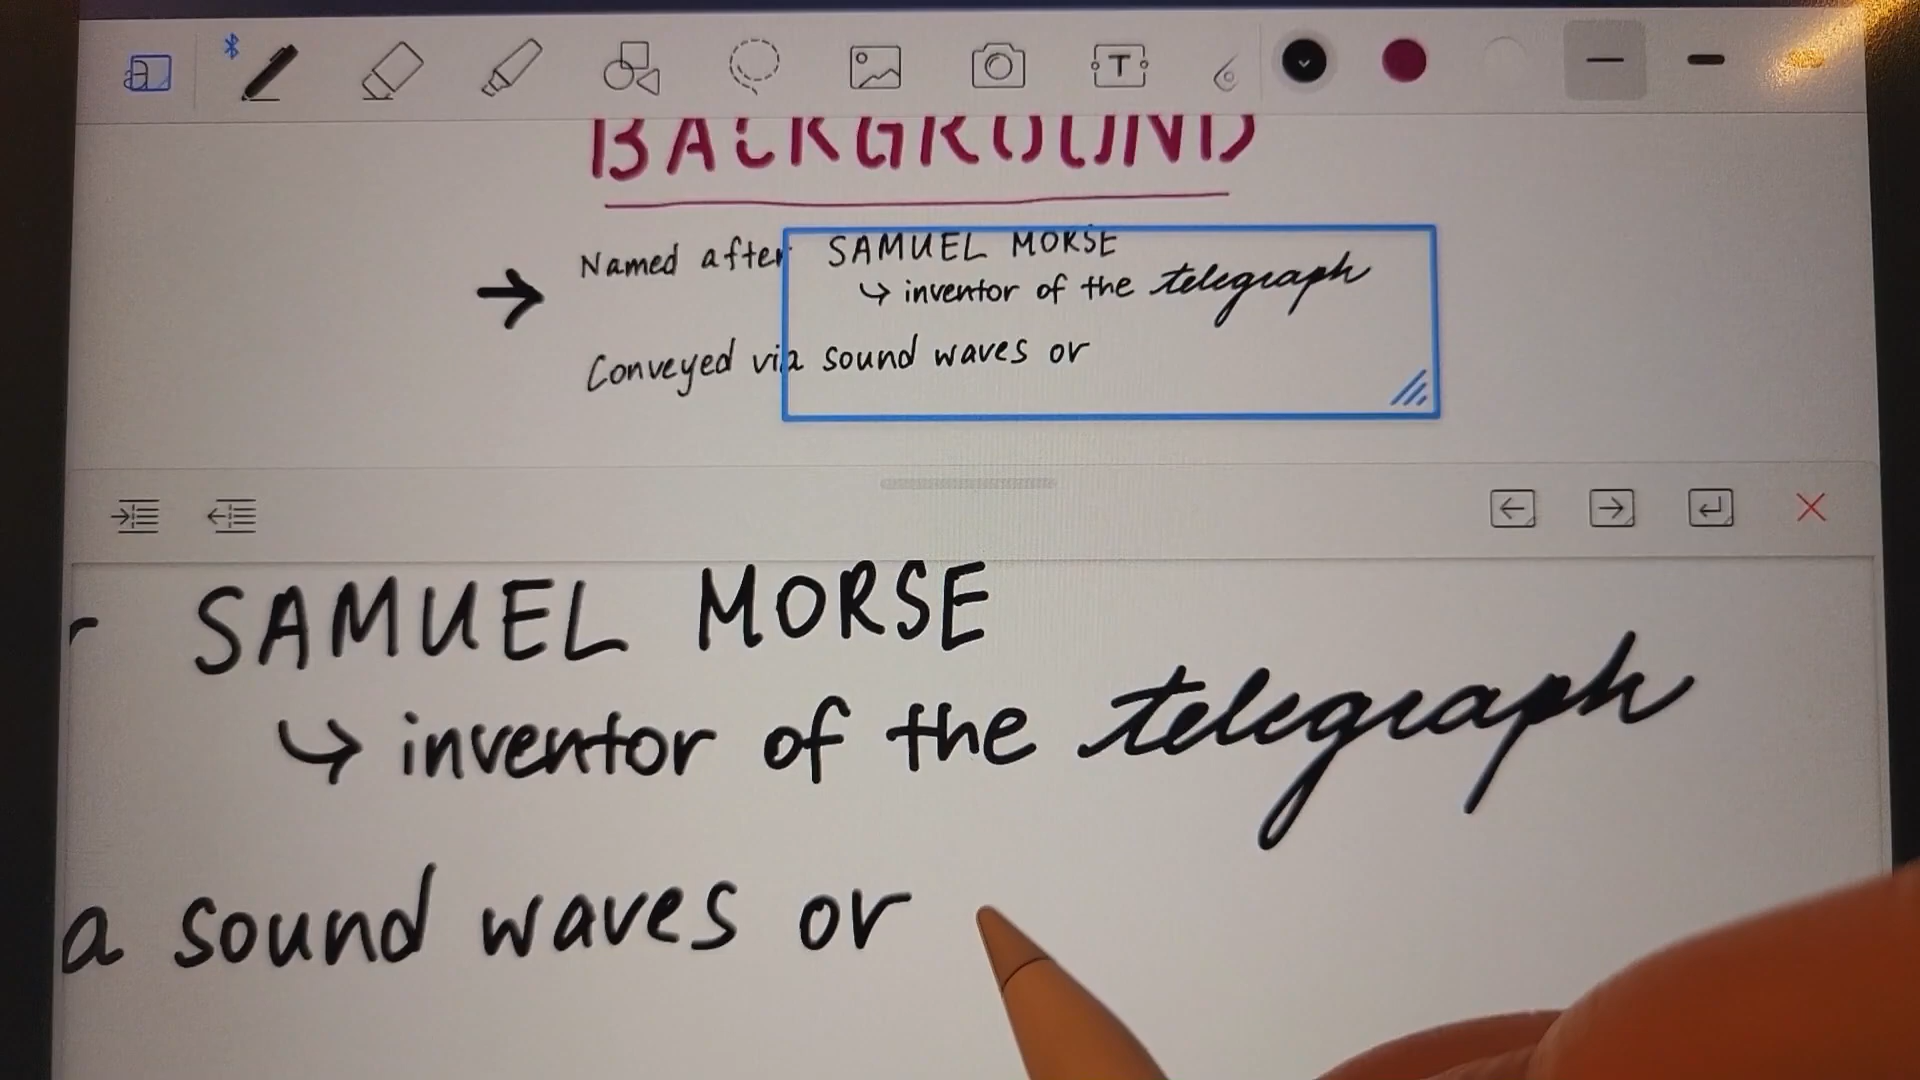 BACKGROUND
Named after SAMUEL MORSE
↳ inventor of the telegraph
Conveyed via sound waves or
r SAMUEL MORSE
↳ inventor of the telegraph
a sound waves or